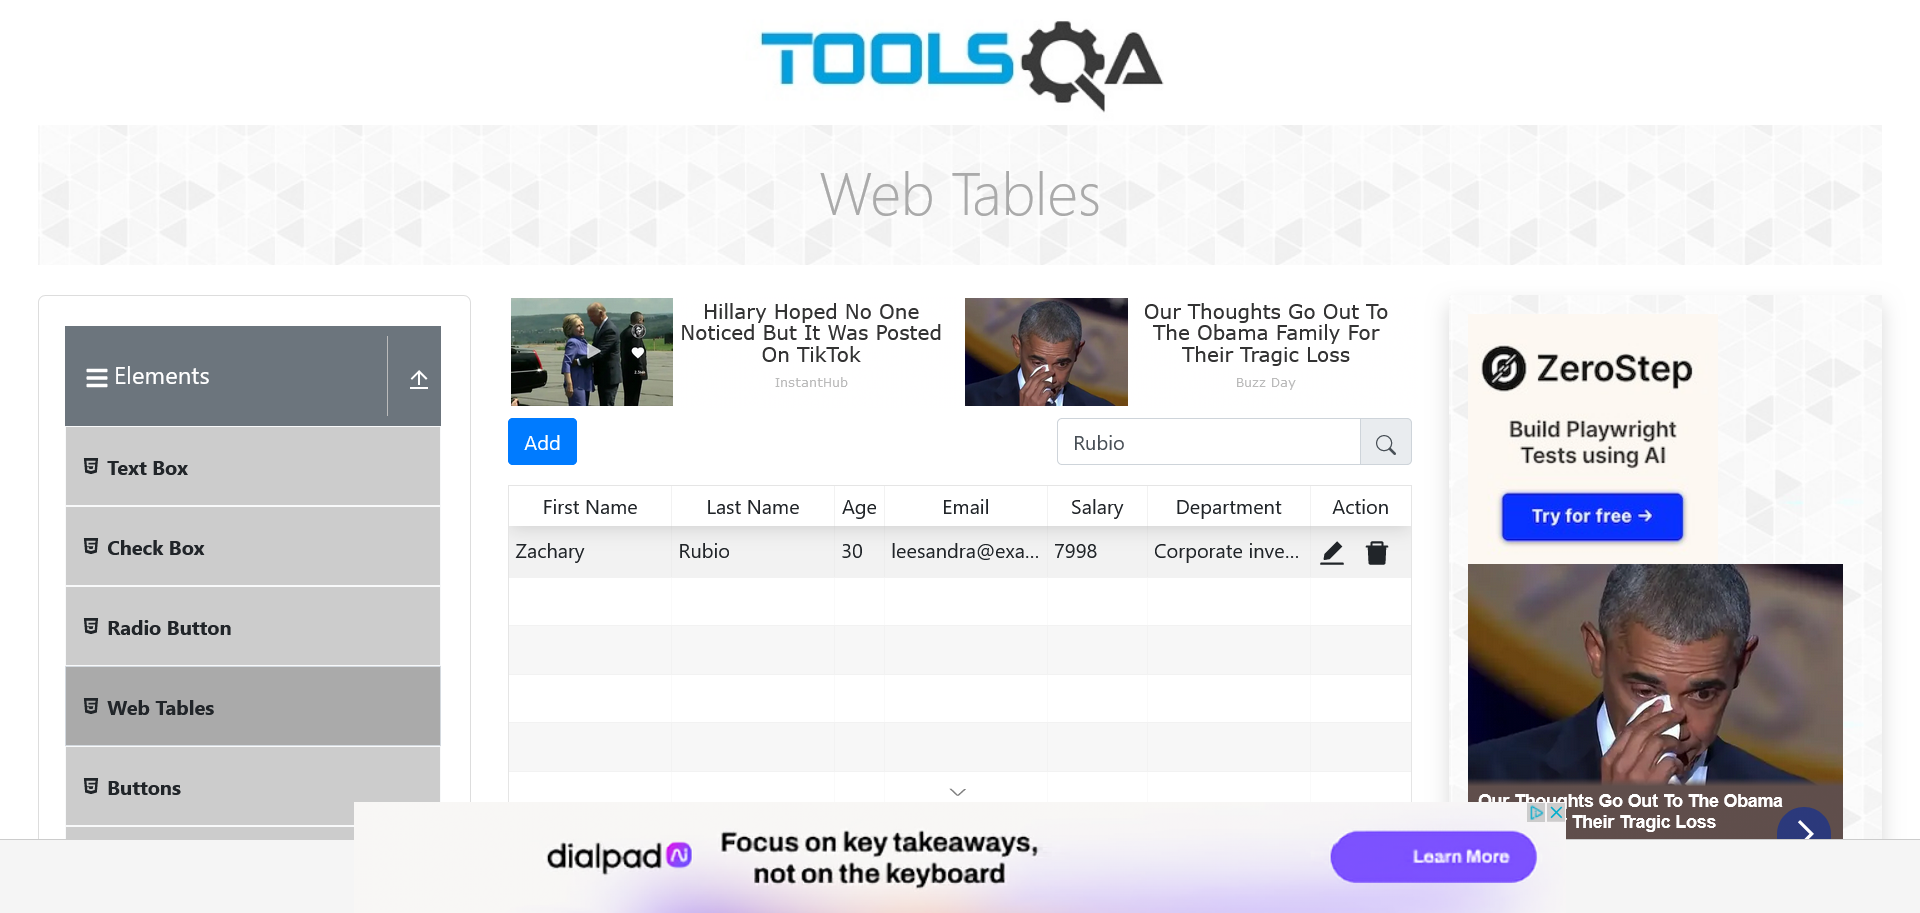 TOOLSQA
Web Tables
Elements
Text Box
Check Box
Radio Button
Web Tables
Buttons
Hillary Hoped No One
Noticed But It Was Posted
On TikTok
InstantHub
Our Thoughts Go Out To
The Obama Family For
Their Tragic Loss
Buzz Day
Add
Rubio
First Name Last Name Age Email Salary Department Action
Zachary Rubio 30 leesandra@exa... 7998 Corporate inve...
ZeroStep
Build Playwright
Tests using AI
Try for free →
Our Thoughts Go Out To The Obama
Their Tragic Loss
dialpad Ai
Focus on key takeaways,
not on the keyboard
Learn More